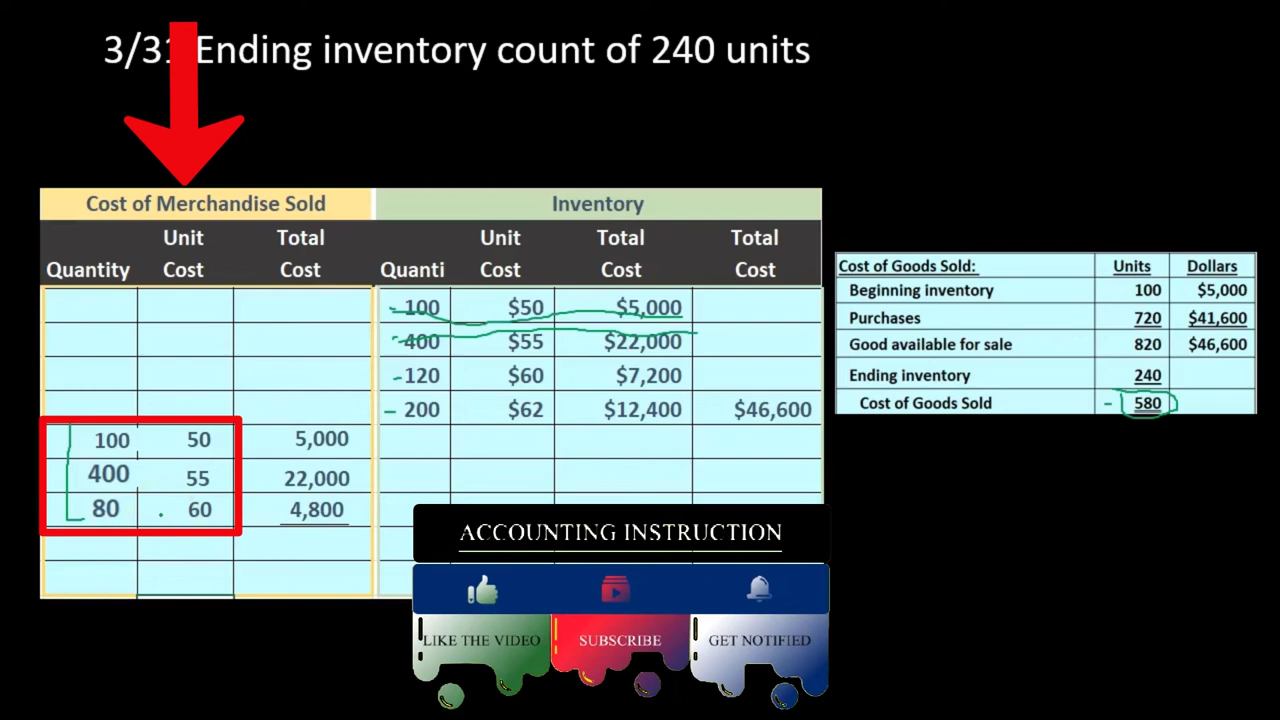 3/31 Ending inventory count of 240 units
Cost of Merchandise Sold Inventory
Unit Total Unit Total Total
Quantity Cost Cost Quanti Cost Cost Cost
100 $50 $5,000
400 $55 $22,000
120 $60 $7,200
200 $62 $12,400 $46,600
100 50 5,000
400 55 22,000
80 60 4,800
Cost of Goods Sold: Units Dollars
Beginning inventory 100 $5,000
Purchases 720 $41,600
Good available for sale 820 $46,600
Ending inventory 240
Cost of Goods Sold 580
ACCOUNTING INSTRUCTION
LIKE THE VIDEO SUBSCRIBE GET NOTIFIED